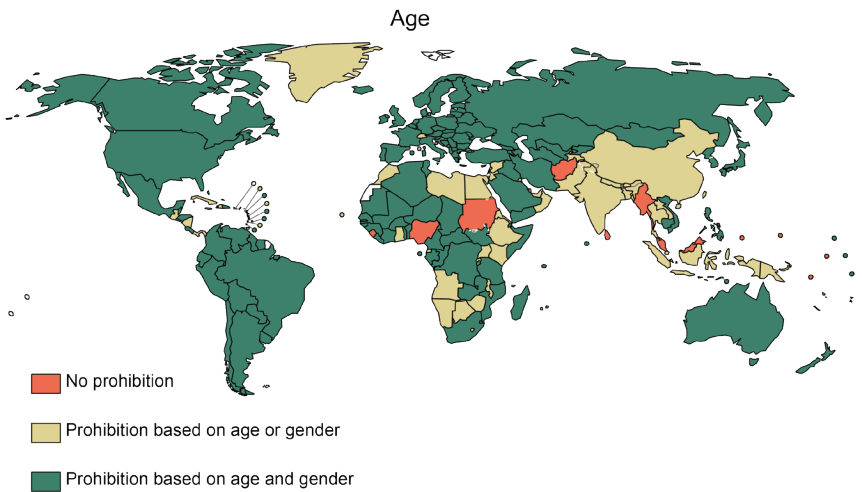 Age
No prohibition
Prohibition based on age or gender
Prohibition based on age and gender